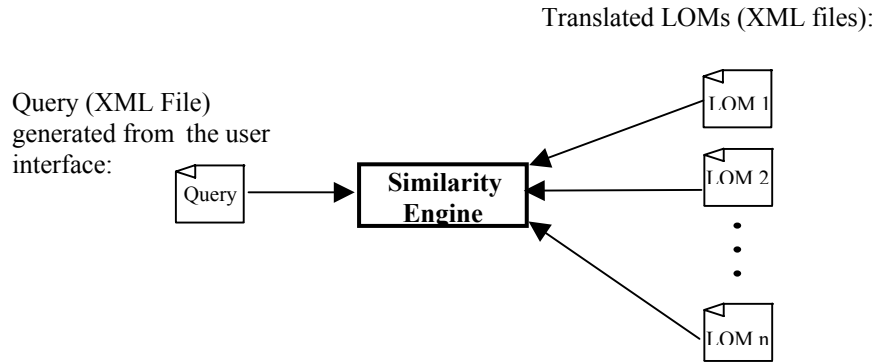 Translated LOMs (XML files):
Query (XML File)
generated from the user
interface:
Query
Similarity
Engine
LOM 1
LOM 2
LOM n